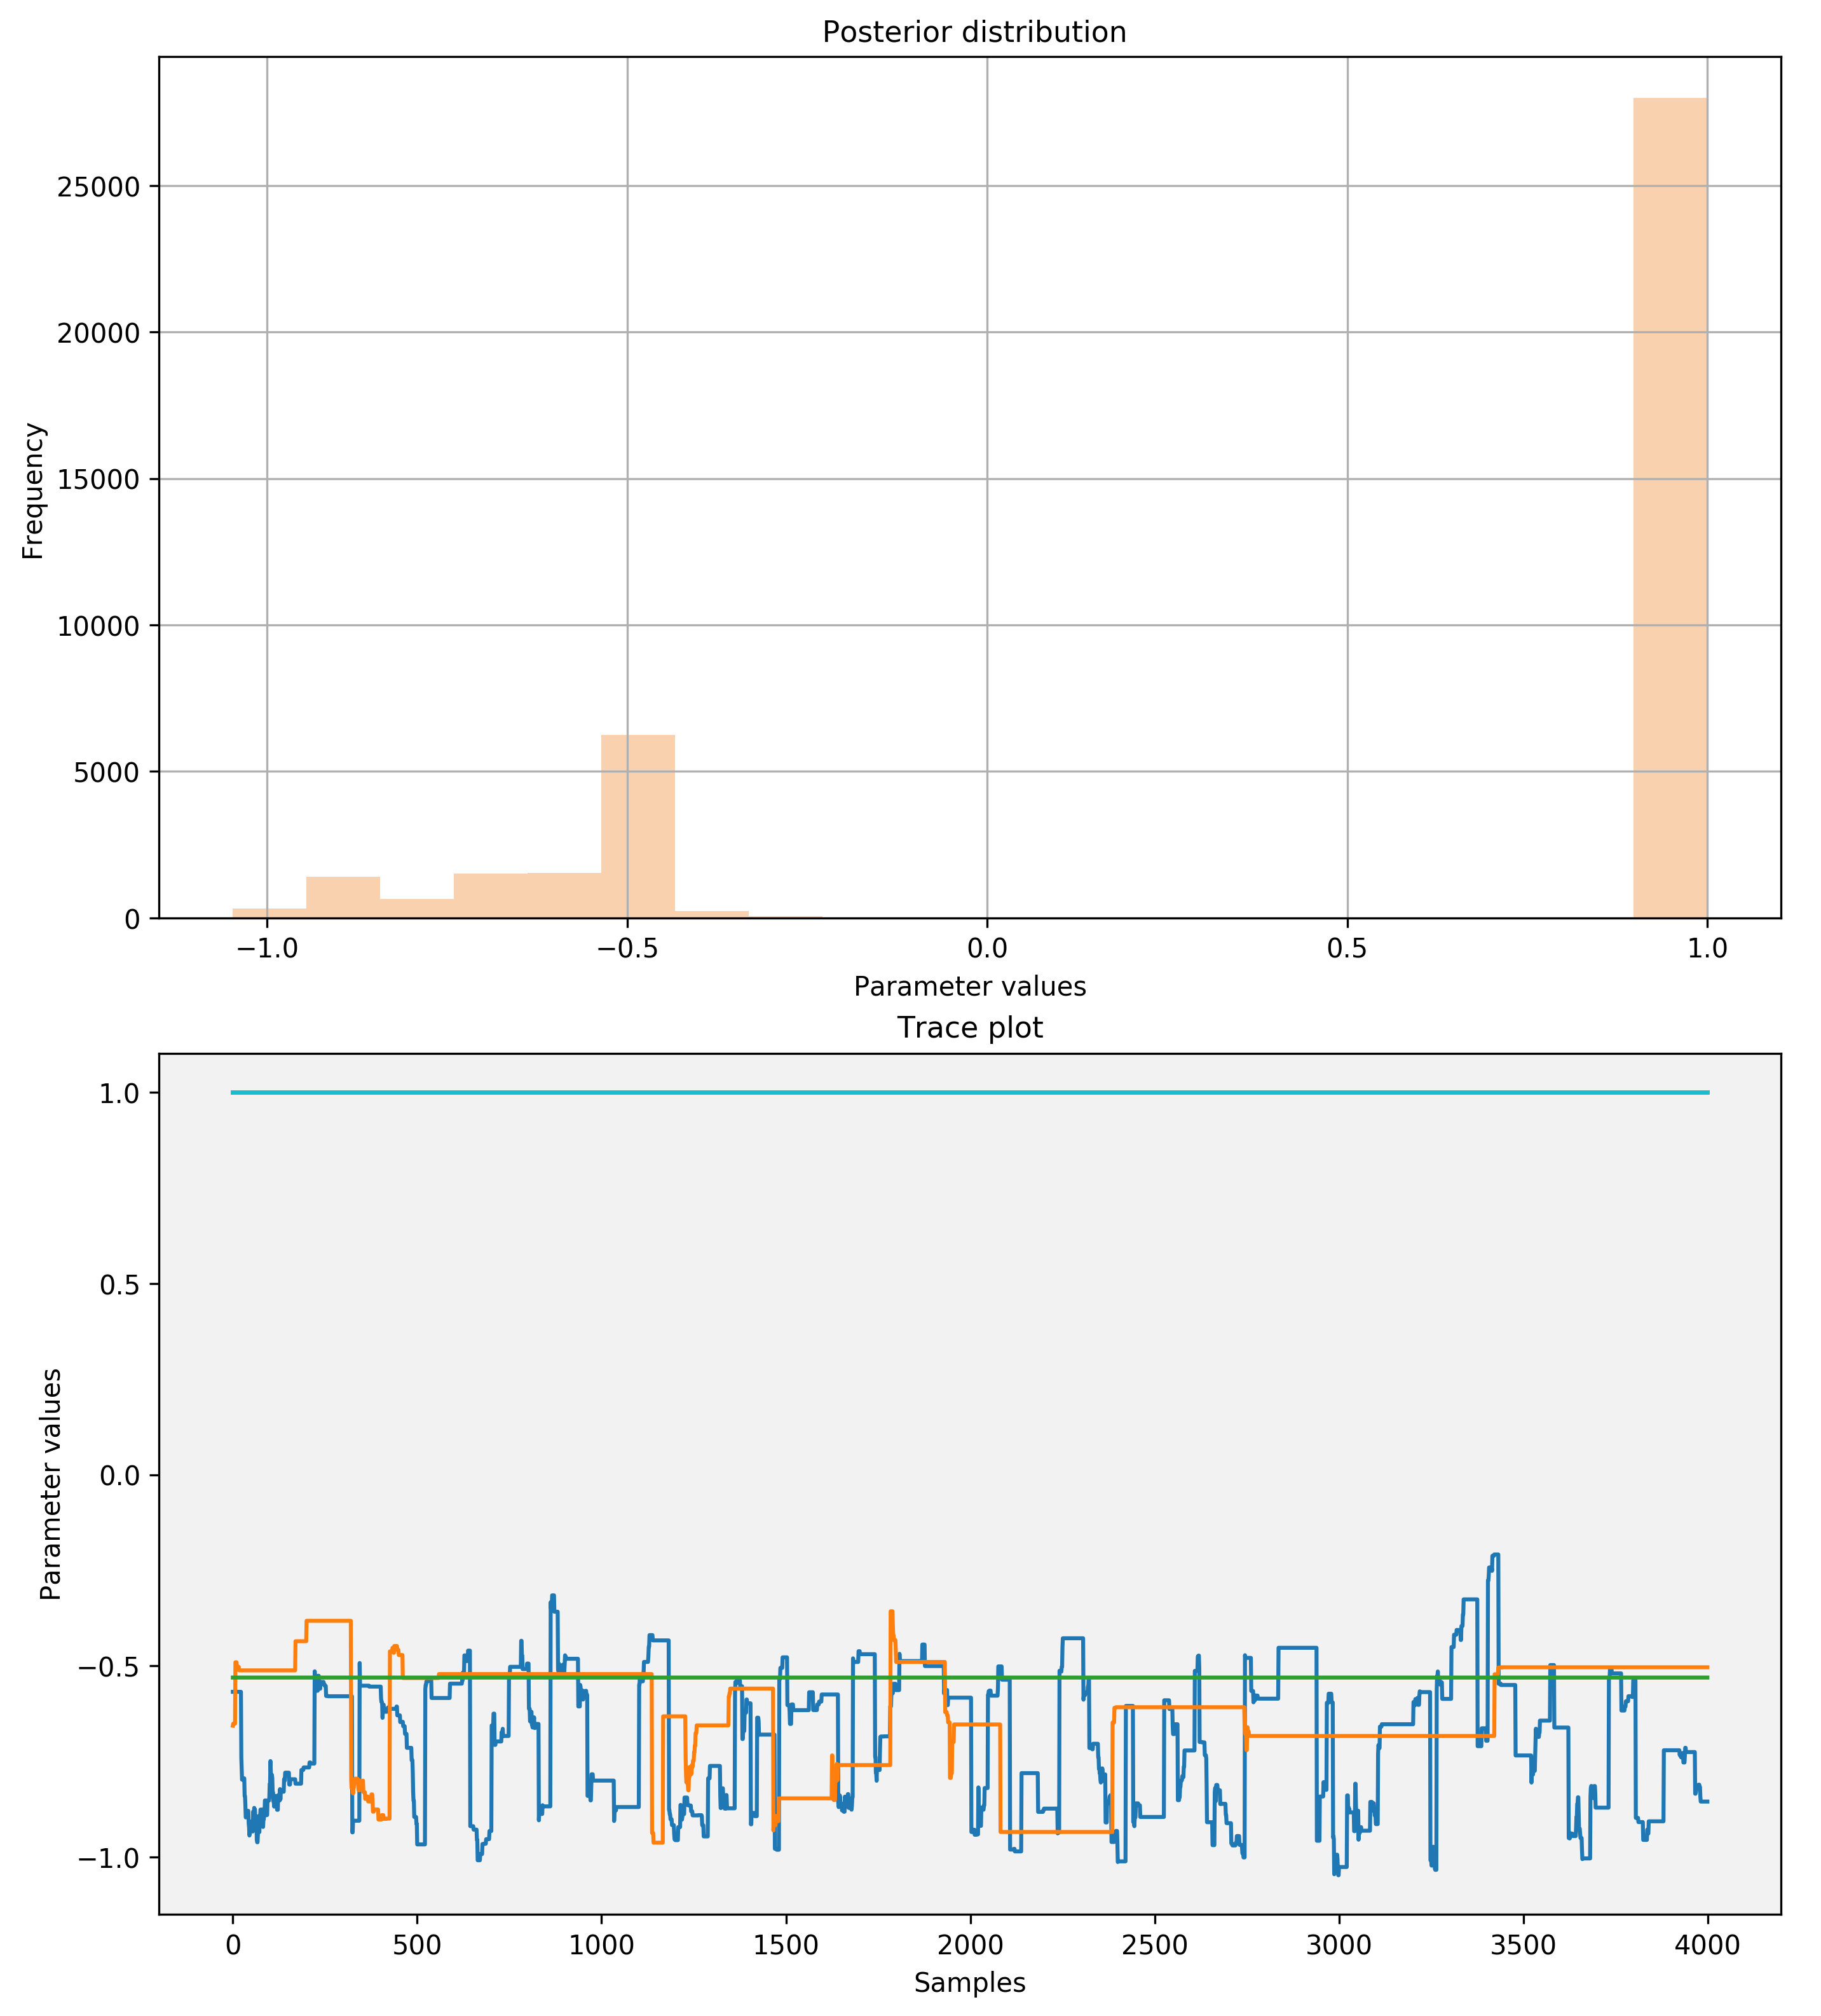 Posterior distribution
Frequency
25000
20000
15000
10000
5000
0
−1.0 −0.5 0.0 0.5 1.0
Parameter values
Trace plot
Parameter values
1.0
0.5
0.0
−0.5
−1.0
0 500 1000 1500 2000 2500 3000 3500 4000
Samples